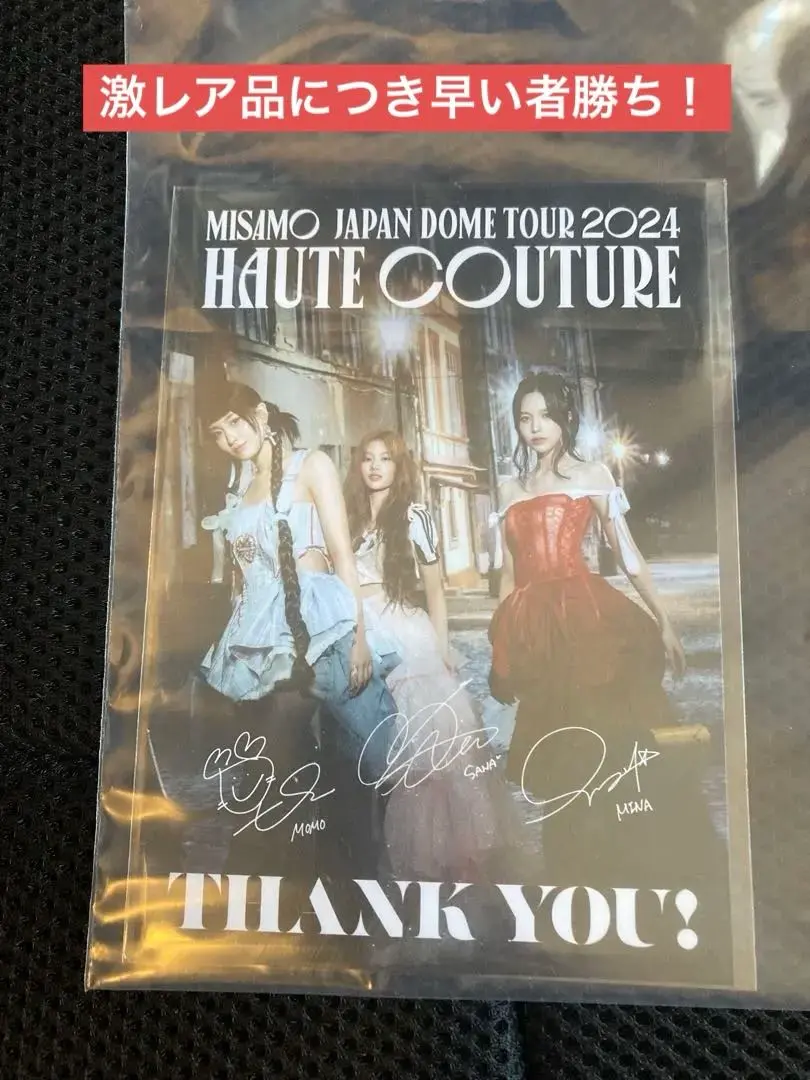 激レア品につき早い者勝ち！
MISAMO JAPAN DOME TOUR 2024
HAUTE COUTURE
MOMO
SANA
MINA
THANK YOU!